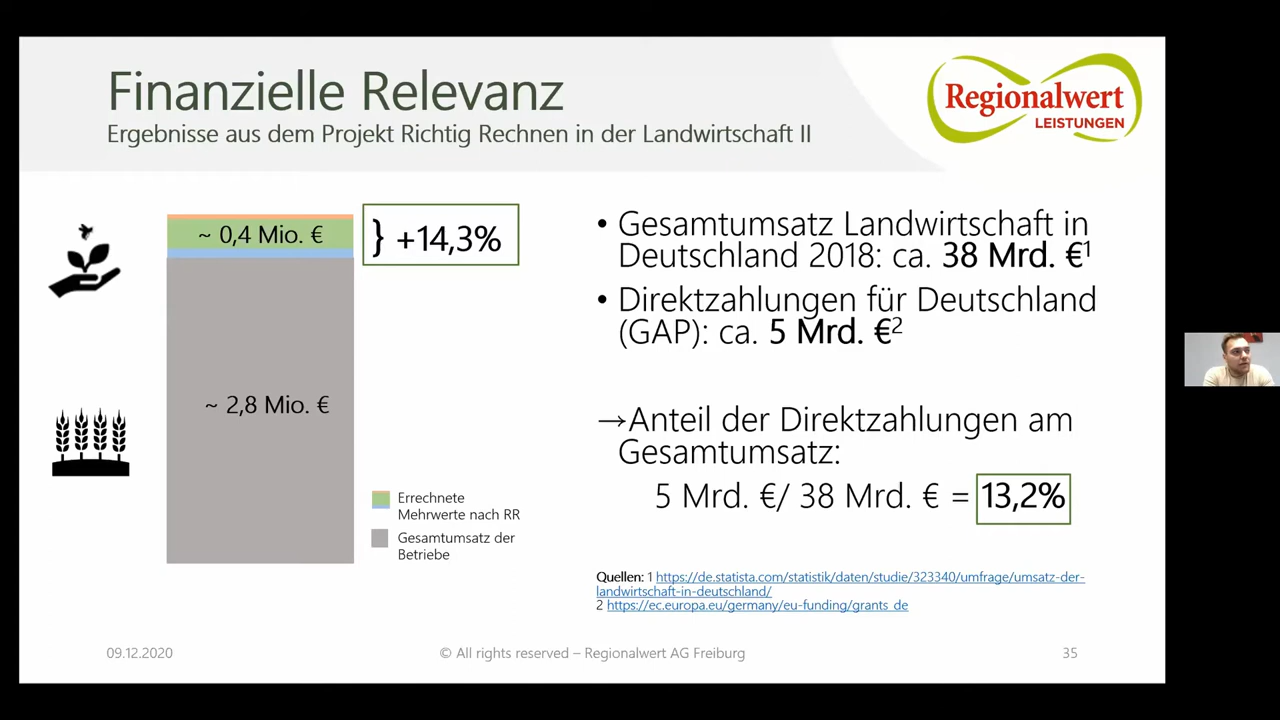 Finanzielle Relevanz
Ergebnisse aus dem Projekt Richtig Rechnen in der Landwirtschaft II
Regionalwert
LEISTUNGEN
~ 0,4 Mio. €
} +14,3%
~ 2,8 Mio. €
Errechnete
Mehrwerte nach RR
Gesamtumsatz der
Betriebe
• Gesamtumsatz Landwirtschaft in
Deutschland 2018: ca. 38 Mrd. €¹
• Direktzahlungen für Deutschland
(GAP): ca. 5 Mrd. €²
→Anteil der Direktzahlungen am
Gesamtumsatz:
5 Mrd. €/ 38 Mrd. € = 13,2%
Quellen: 1 https://de.statista.com/statistik/daten/studie/323340/umfrage/umsatz-der-
landwirtschaft-in-deutschland/
2 https://ec.europa.eu/germany/eu-funding/grants_de
09.12.2020
© All rights reserved – Regionalwert AG Freiburg
35